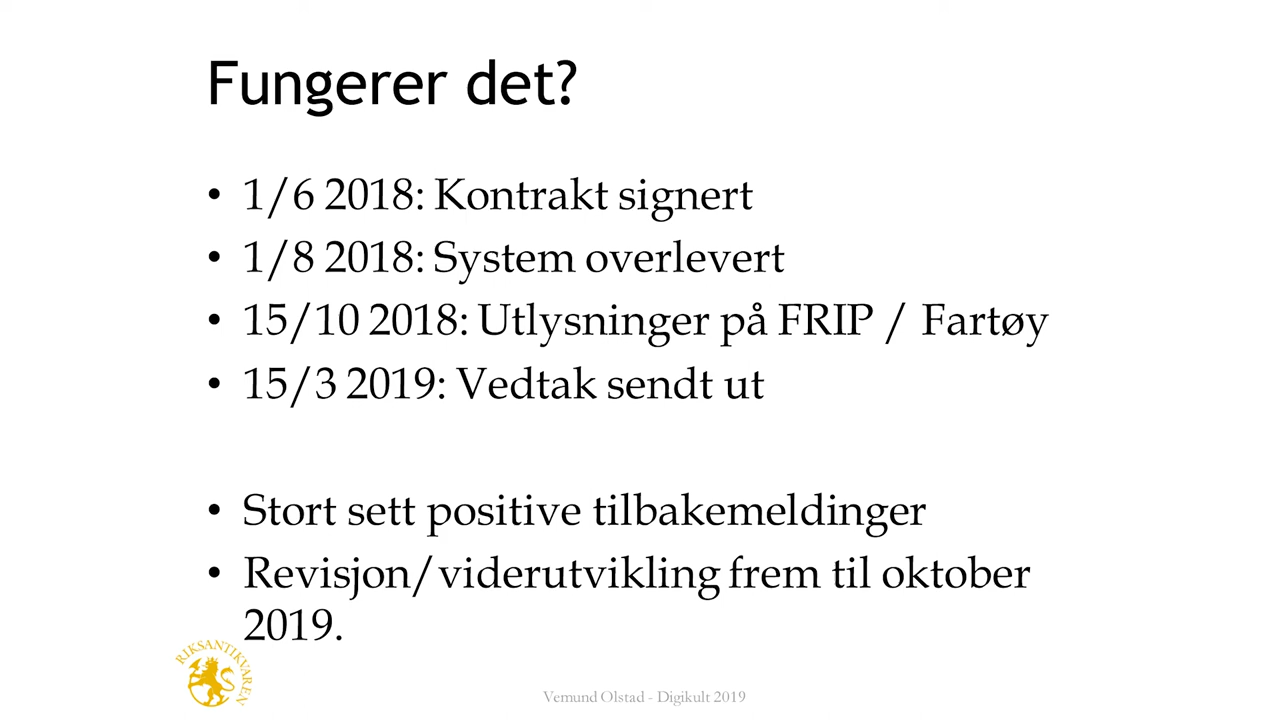 Fungerer det?
• 1/6 2018: Kontrakt signert
• 1/8 2018: System overlevert
• 15/10 2018: Utlysninger på FRIP / Fartøy
• 15/3 2019: Vedtak sendt ut
• Stort sett positive tilbakemeldinger
• Revisjon/viderutvikling frem til oktober
2019.
RIKSANTIKVAREN
Vemund Olstad - Digikult 2019